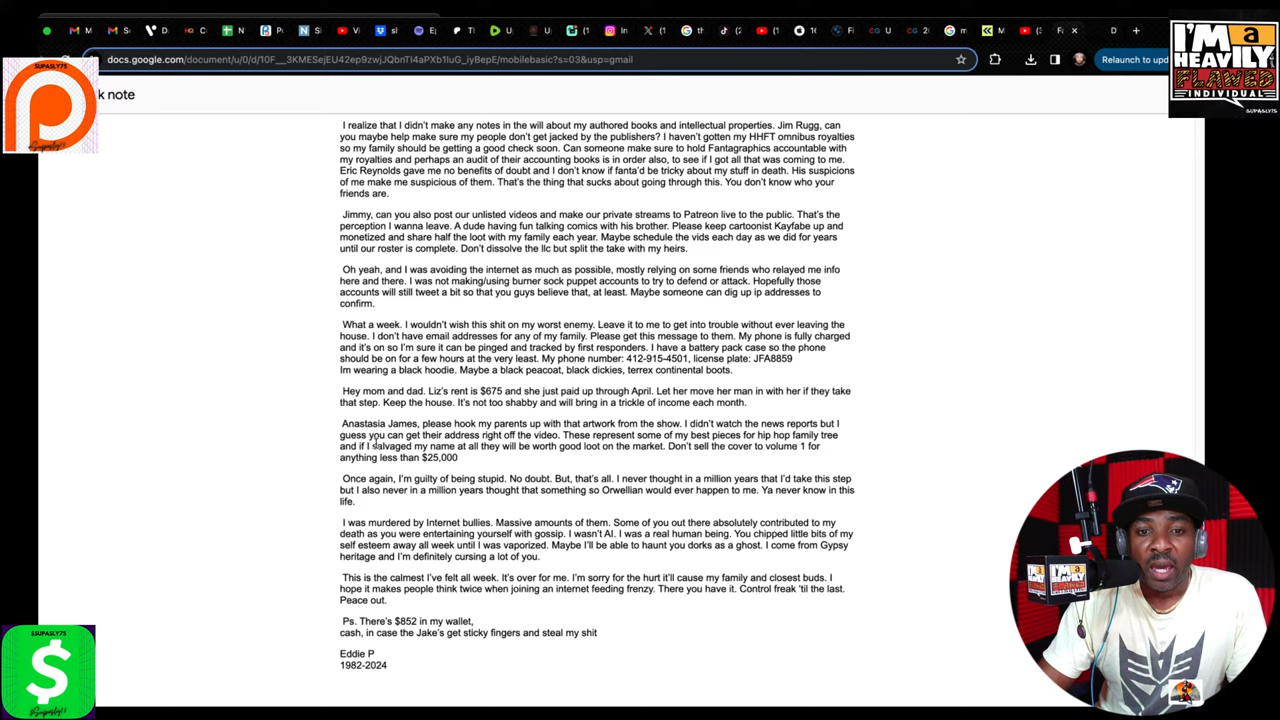 M
M
S
D
HQ C
N
P
N
S
Vi
sl
E
T
U
U
Ti
In
T
T
(1
T
16
Fi
CG U
CG 2
m
M
(3
F
D
docs.google.com/document/u/0/d/10F__3KMESejEU42ep9zwjJQbnTI4aPXb1IuG_iyBepE/mobilebasic?s=03&usp=gmail
Relaunch to upd
k note
I realize that I didn't make any notes in the will about my authored books and intellectual properties. Jim Rugg, can
you maybe help make sure my people don't get jacked by the publishers? I haven't gotten my HHFT omnibus royalties
so my family should be getting a good check soon. Can someone make sure to hold Fantagraphics accountable with
my royalties and perhaps an audit of their accounting books is in order also, to see if I got all that was coming to me.
Eric Reynolds gave me no benefits of doubt and I don't know if fanta'd be tricky about my stuff in death. His suspicions
of me make me suspicious of them. That's the thing that sucks about going through this. You don't know who your
friends are.
Jimmy, can you also post our unlisted videos and make our private streams to Patreon live to the public. That's the
perception I wanna leave. A dude having fun talking comics with his brother. Please keep cartoonist Kayfabe up and
monetized and share half the loot with my family each year. Maybe schedule the vids each day as we did for years
until our roster is complete. Don't dissolve the llc but split the take with my heirs.
Oh yeah, and I was avoiding the internet as much as possible, mostly relying on some friends who relayed me info
here and there. I was not making/using burner sock puppet accounts to try to defend or attack. Hopefully those
accounts will still tweet a bit so that you guys believe that, at least. Maybe someone can dig up ip addresses to
confirm.
What a week. I wouldn't wish this shit on my worst enemy. Leave it to me to get into trouble without ever leaving the
house. I don't have email addresses for any of my family. Please get this message to them. My phone is fully charged
and it's on so I'm sure it can be pinged and tracked by first responders. I have a battery pack case so the phone
should be on for a few hours at the very least. My phone number: 412-915-4501, license plate: JFA8859
Im wearing a black hoodie. Maybe a black peacoat, black dickies, terrex continental boots.
Hey mom and dad. Liz's rent is $675 and she just paid up through April. Let her move her man in with her if they take
that step. Keep the house. It's not too shabby and will bring in a trickle of income each month.
Anastasia James, please hook my parents up with that artwork from the show. I didn't watch the news reports but I
guess you can get their address right off the video. These represent some of my best pieces for hip hop family tree
and if I salvaged my name at all they will be worth good loot on the market. Don't sell the cover to volume 1 for
anything less than $25,000
Once again, I'm guilty of being stupid. No doubt. But, that's all. I never thought in a million years that I'd take this step
but I also never in a million years thought that something so Orwellian would ever happen to me. Ya never know in this
life.
I was murdered by Internet bullies. Massive amounts of them. Some of you out there absolutely contributed to my
death as you were entertaining yourself with gossip. I wasn't AI. I was a real human being. You chipped little bits of my
self esteem away all week until I was vaporized. Maybe I'll be able to haunt you dorks as a ghost. I come from Gypsy
heritage and I'm definitely cursing a lot of you.
This is the calmest I've felt all week. It's over for me. I'm sorry for the hurt it'll cause my family and closest buds. I
hope it makes people think twice when joining an internet feeding frenzy. There you have it. Control freak 'til the last.
Peace out.
Ps. There's $852 in my wallet,
cash, in case the Jake's get sticky fingers and steal my shit
Eddie P
1982-2024
SUPASLY75
@Supasly75
$SUPASLY75
@Supasly75
I'M a
HEAVILY
FLAWED
INDIVIDUAL
SUPASLY75
I'M a
HEAVILY
FLAWED
INDIVIDUAL